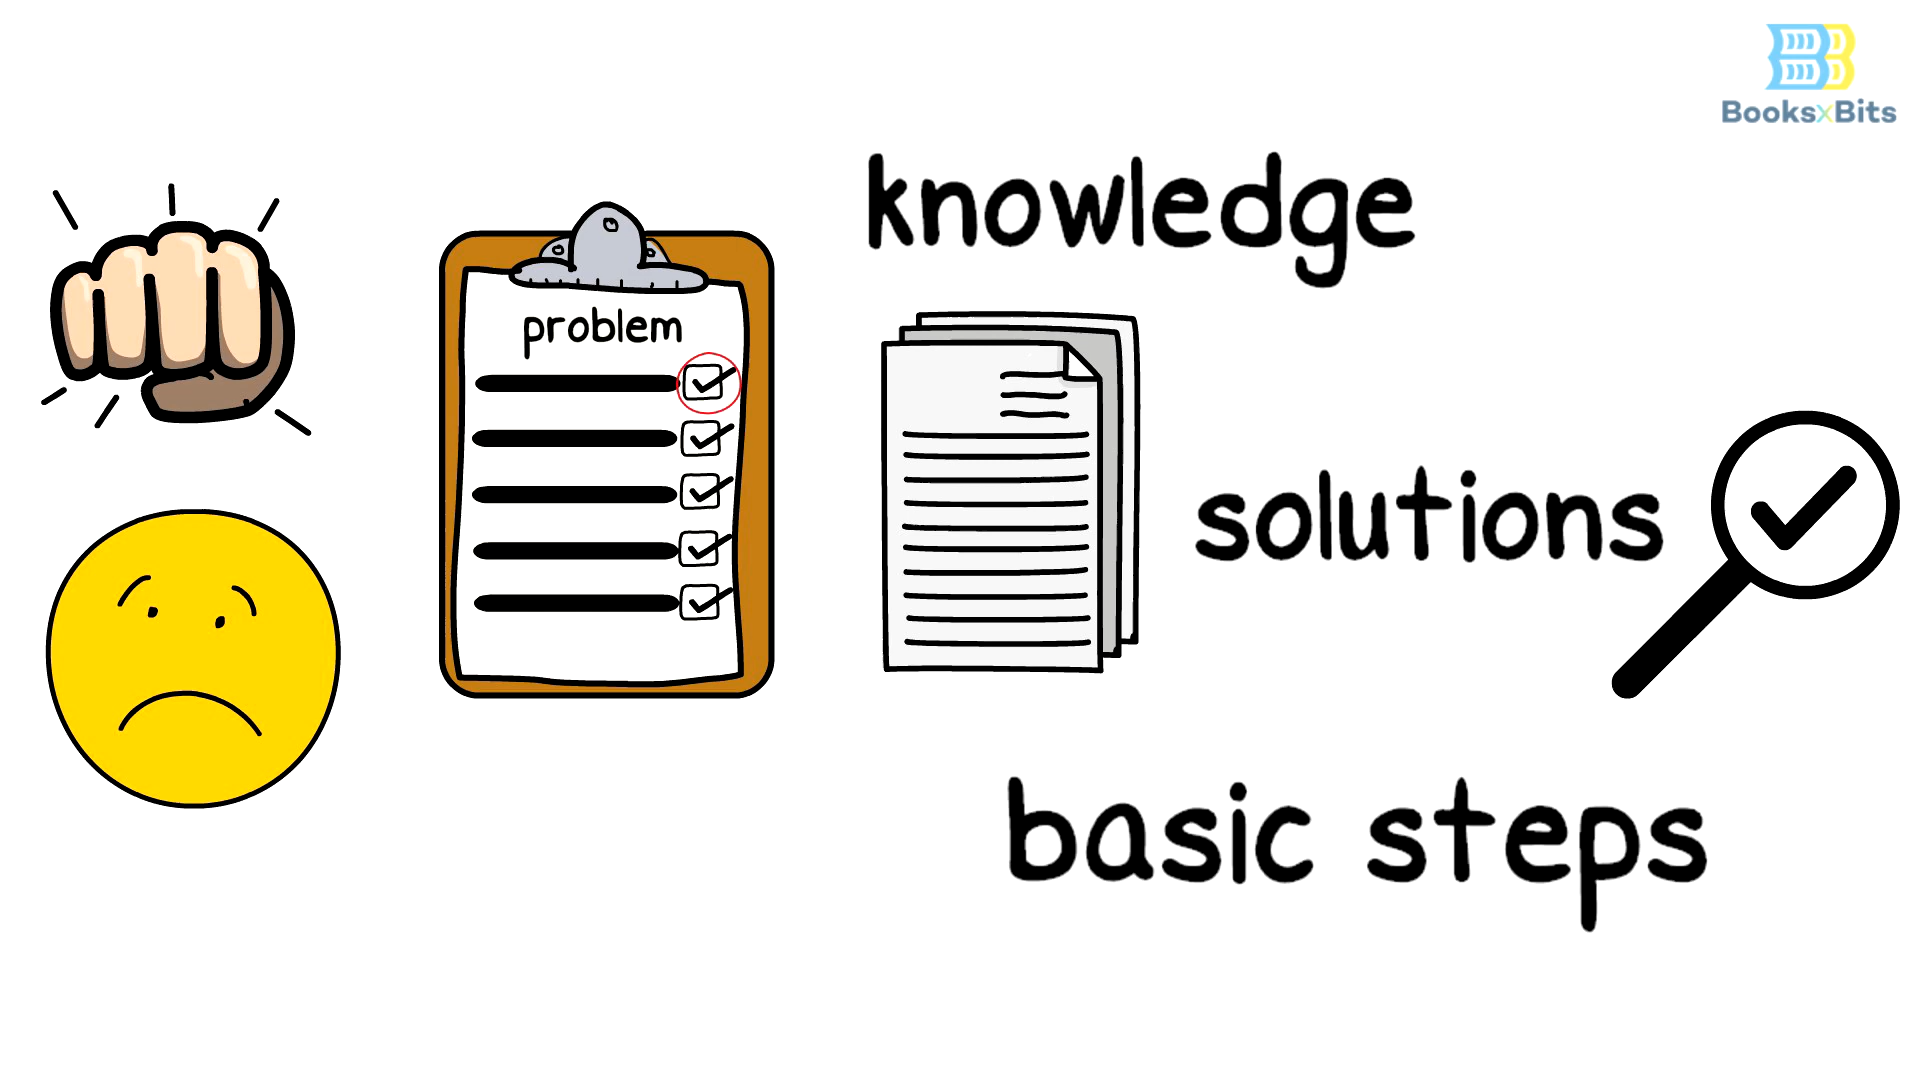 BooksxBits
knowledge
problem
solutions
basic steps